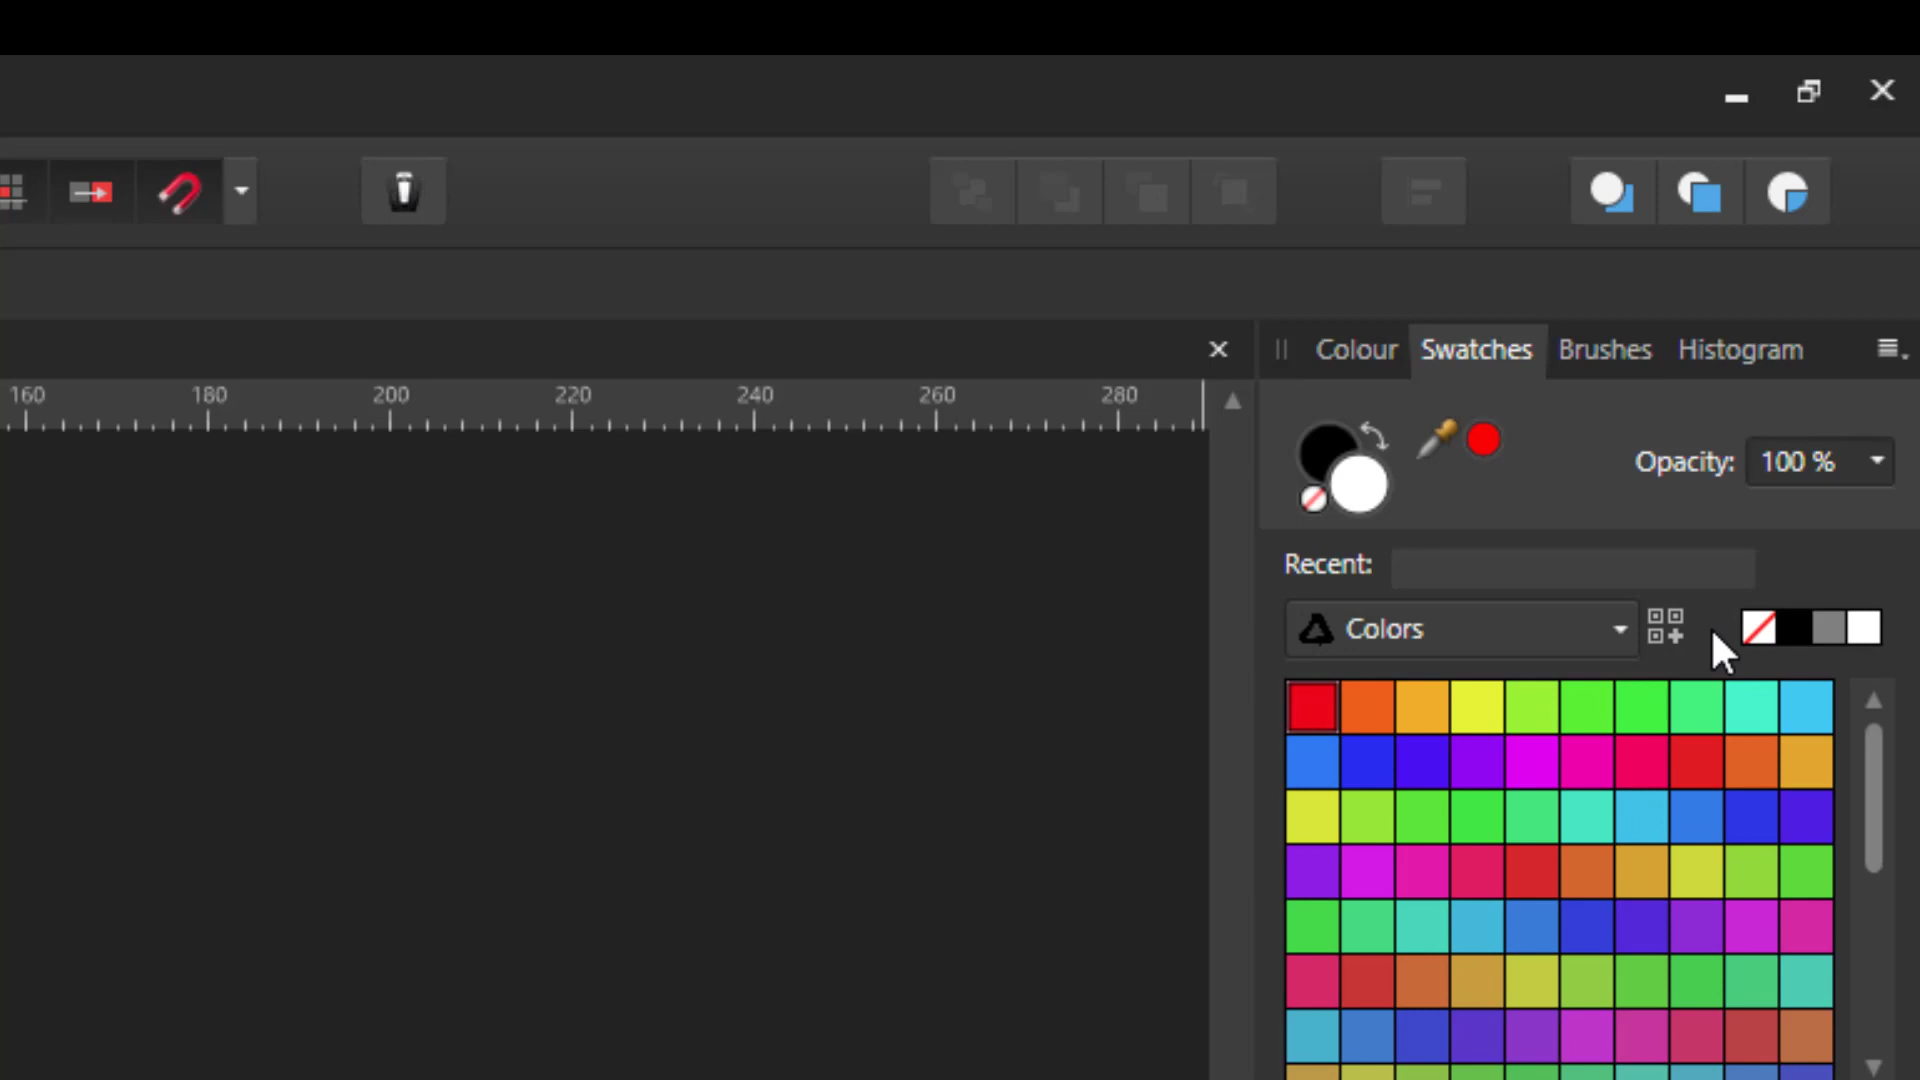 Colour Swatches Brushes Histogram
160 180 200 220 240 260 280
Opacity: 100 %
Recent:
Colors